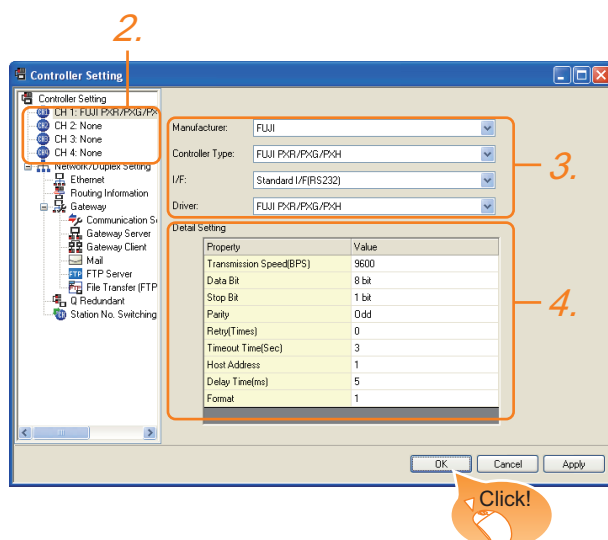 2.
Controller Setting
Controller Setting
CH 1: FUJI PXR/PXG/PX
CH 2: None
CH 3: None
CH 4: None
Network/Duplex Setting
Ethernet
Routing Information
Gateway
Communication S
Gateway Server
Gateway Client
Mail
FTP Server
File Transfer (FTP
Q Redundant
Station No. Switching
Manufacturer: FUJI
Controller Type: FUJI PXR/PXG/PXH
I/F: Standard I/F(RS232)
Driver: FUJI PXR/PXG/PXH
3.
Detail Setting
Property Value
Transmission Speed(BPS) 9600
Data Bit 8 bit
Stop Bit 1 bit
Parity Odd
Retry(Times) 0
Timeout Time(Sec) 3
Host Address 1
Delay Time(ms) 5
Format 1
4.
OK Cancel Apply
Click!